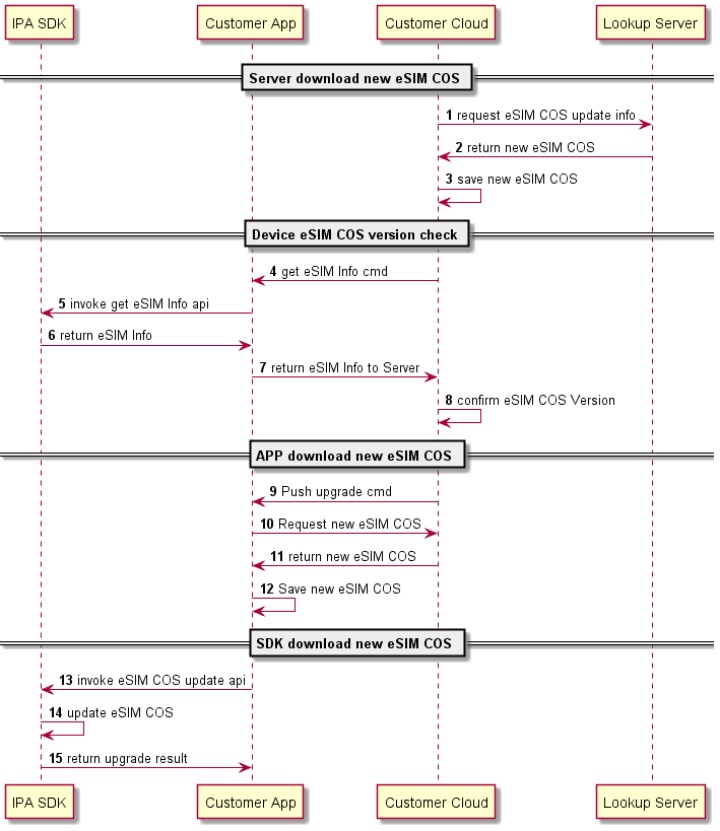 IPA SDK
Customer App
Customer Cloud
Lookup Server
Server download new eSIM COS
1 request eSIM COS update info
2 return new eSIM COS
3 save new eSIM COS
Device eSIM COS version check
4 get eSIM Info cmd
5 invoke get eSIM Info api
6 return eSIM Info
7 return eSIM Info to Server
8 confirm eSIM COS Version
APP download new eSIM COS
9 Push upgrade cmd
10 Request new eSIM COS
11 return new eSIM COS
12 Save new eSIM COS
SDK download new eSIM COS
13 invoke eSIM COS update api
14 update eSIM COS
15 return upgrade result
IPA SDK
Customer App
Customer Cloud
Lookup Server